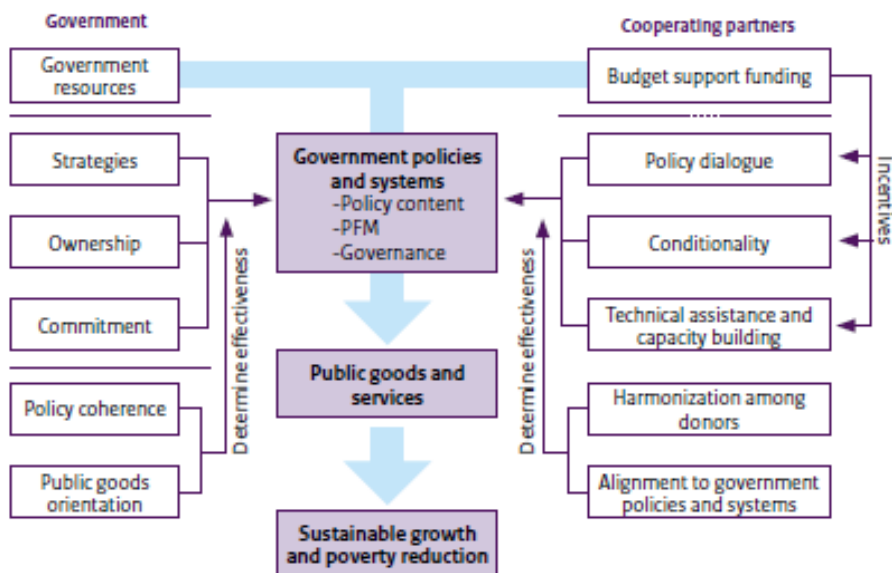 Government
Cooperating partners
Government
resources
Budget support funding
Strategies
Ownership
Commitment
Policy coherence
Public goods
orientation
Determine effectiveness
Government policies
and systems
-Policy content
-PFM
-Governance
Public goods and
services
Sustainable growth
and poverty reduction
Determine effectiveness
Policy dialogue
Conditionality
Technical assistance and
capacity building
Harmonization among
donors
Alignment to government
policies and systems
Incentives